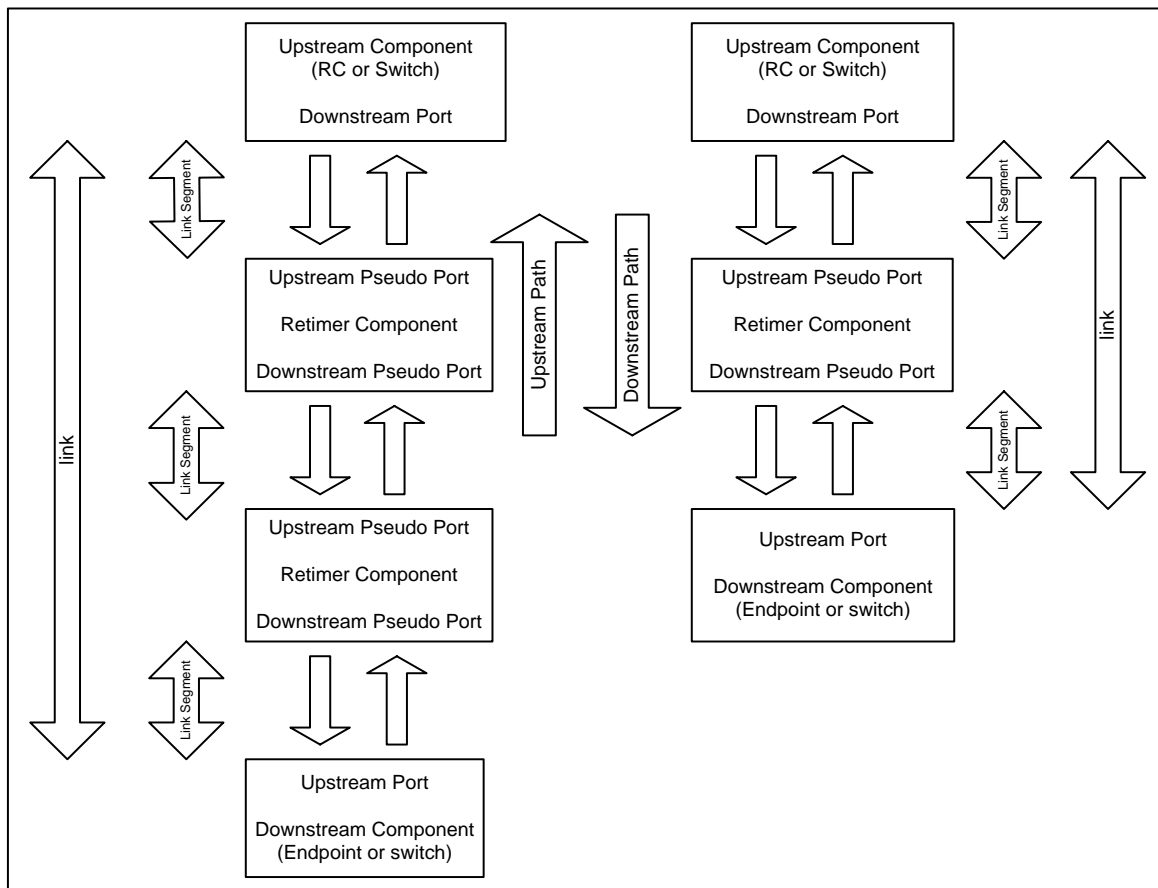 Upstream Component
(RC or Switch)
Downstream Port
Upstream Component
(RC or Switch)
Downstream Port
link
Link Segment
Link Segment
link
Upstream Pseudo Port
Retimer Component
Downstream Pseudo Port
Upstream Path
Downstream Path
Upstream Pseudo Port
Retimer Component
Downstream Pseudo Port
Link Segment
Link Segment
Upstream Pseudo Port
Retimer Component
Downstream Pseudo Port
Upstream Port
Downstream Component
(Endpoint or switch)
Link Segment
Upstream Port
Downstream Component
(Endpoint or switch)